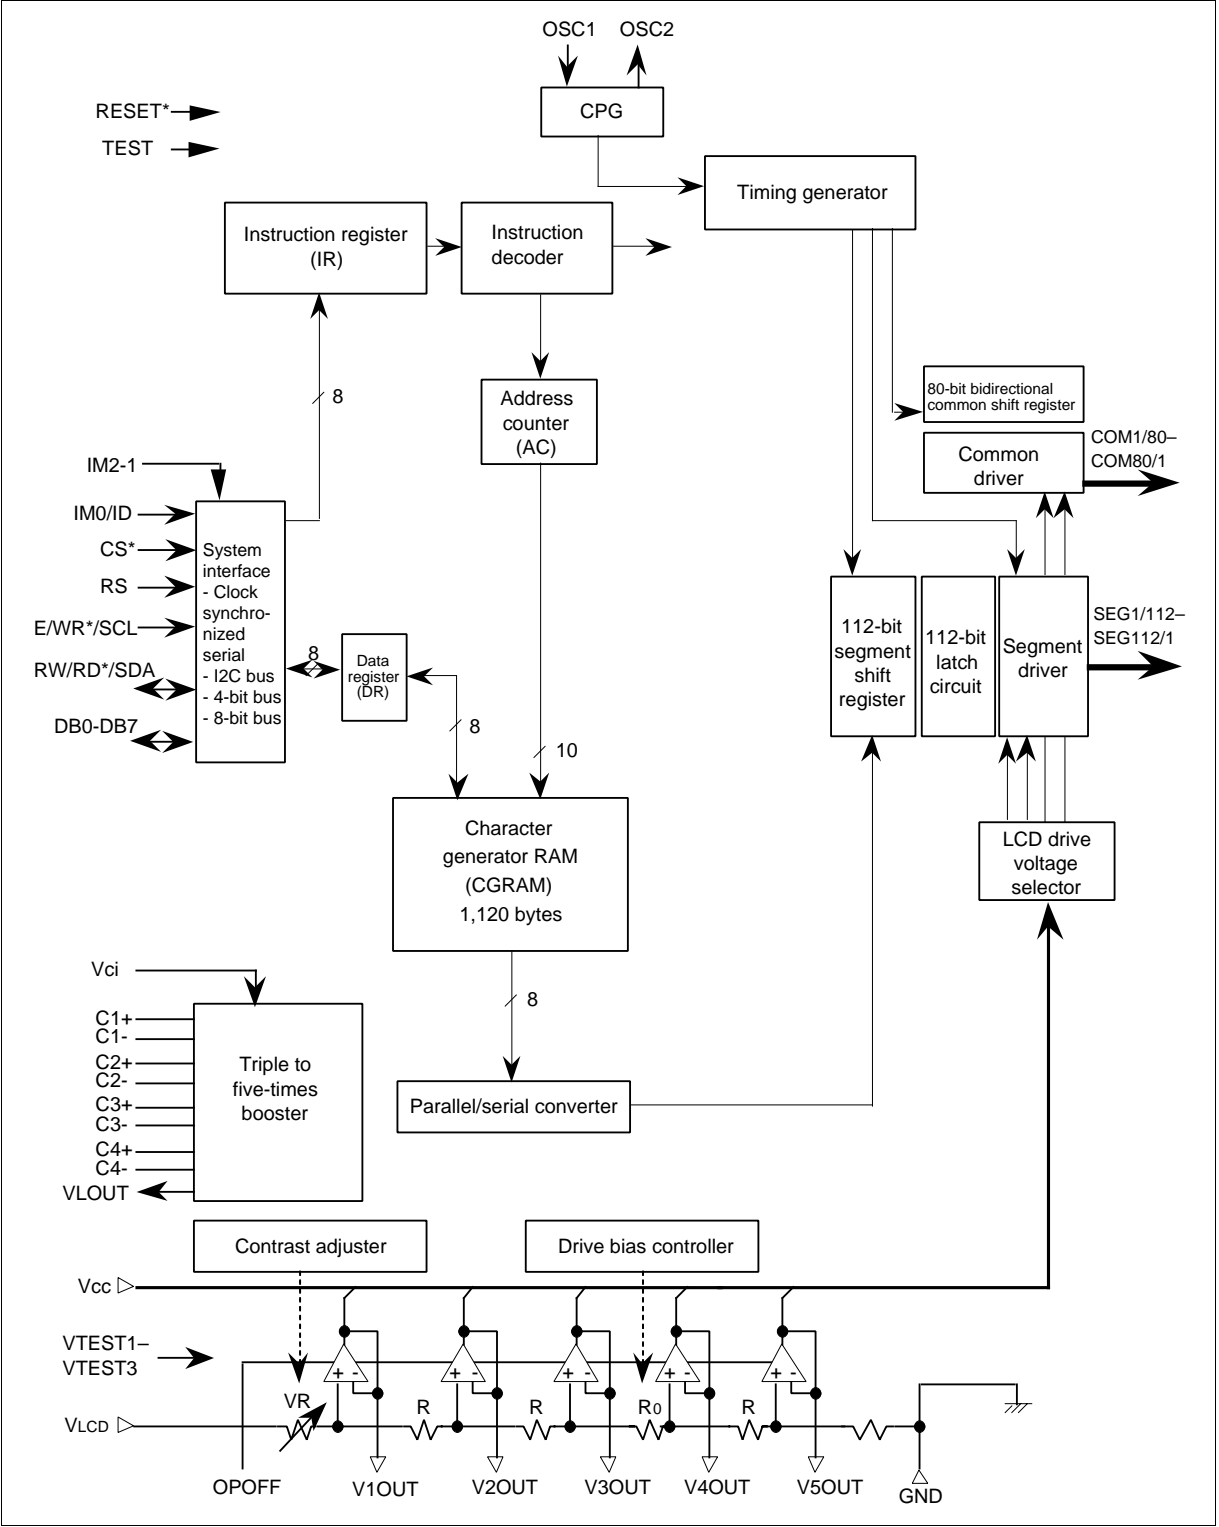 OSC1 OSC2
CPG
RESET*
TEST
Timing generator
Instruction register
(IR)
Instruction
decoder
8
Address
counter
(AC)
80-bit bidirectional
common shift register
Common
driver
COM1/80–
COM80/1
IM2-1
IM0/ID
CS*
RS
E/WR*/SCL
RW/RD*/SDA
DB0-DB7
System
interface
- Clock
synchro-
nized
serial
- I2C bus
- 4-bit bus
- 8-bit bus
8
Data
register
(DR)
8
10
112-bit
segment
shift
register
112-bit
latch
circuit
Segment
driver
SEG1/112–
SEG112/1
LCD drive
voltage
selector
Character
generator RAM
(CGRAM)
1,120 bytes
8
Parallel/serial converter
Vci
C1+
C1-
C2+
C2-
C3+
C3-
C4+
C4-
VLOUT
Triple to
five-times
booster
Contrast adjuster
Drive bias controller
Vcc
VTEST1–
VTEST3
+ - + - + - + - + -
VR R R R0 R
VLCD
OPOFF V1OUT V2OUT V3OUT V4OUT V5OUT GND